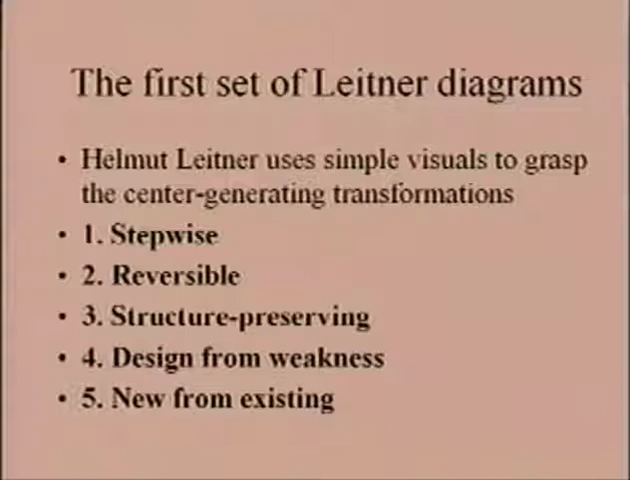 The first set of Leitner diagrams
• Helmut Leitner uses simple visuals to grasp
the center-generating transformations
• 1. Stepwise
• 2. Reversible
• 3. Structure-preserving
• 4. Design from weakness
• 5. New from existing